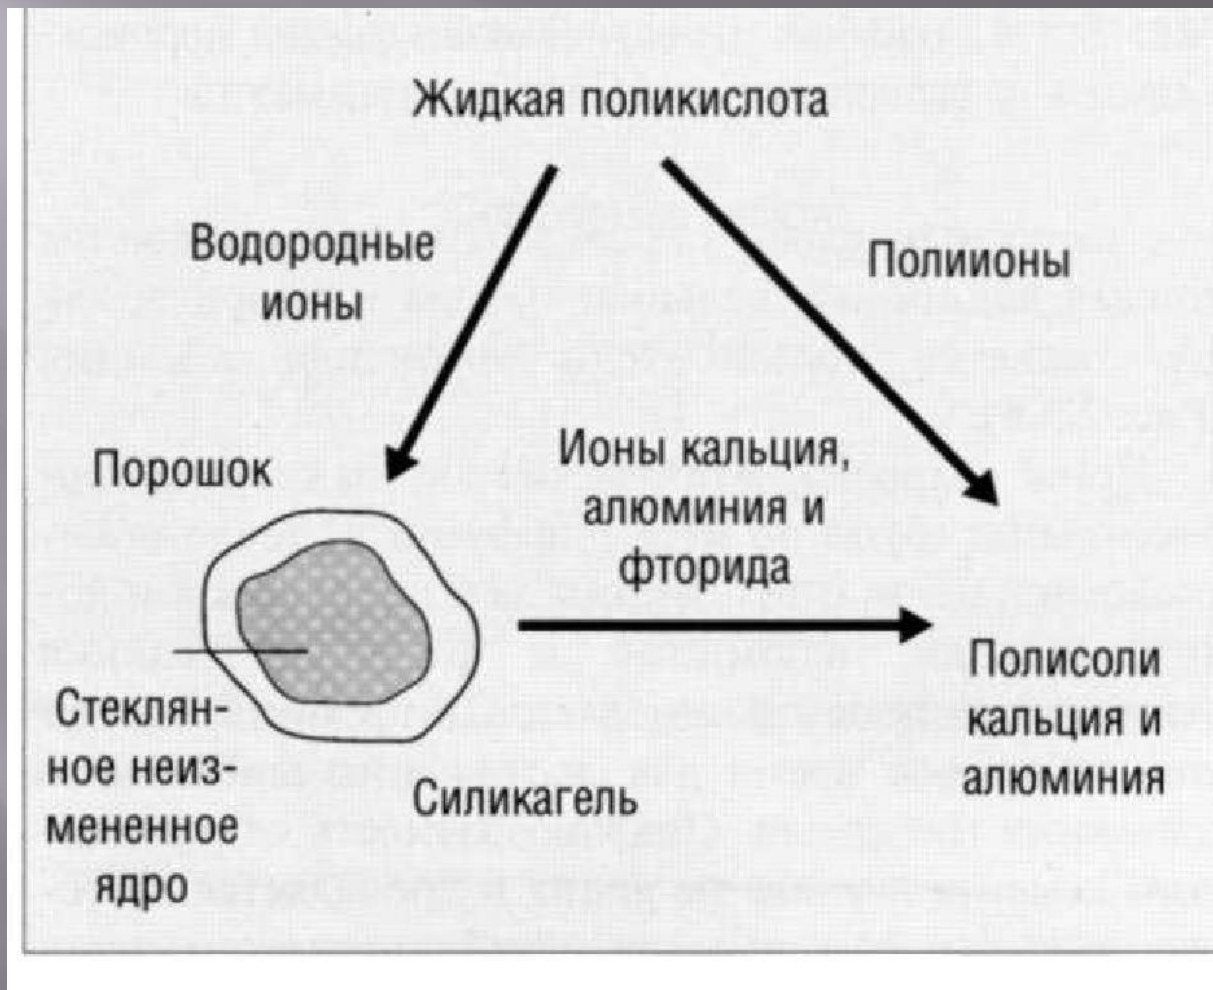 Жидкая поликислота
Водородные
ионы
Полиионы
Порошок
Ионы кальция,
алюминия и
фторида
Стеклян-
ное неиз-
мененное
ядро
Силикагель
Полисоли
кальция и
алюминия